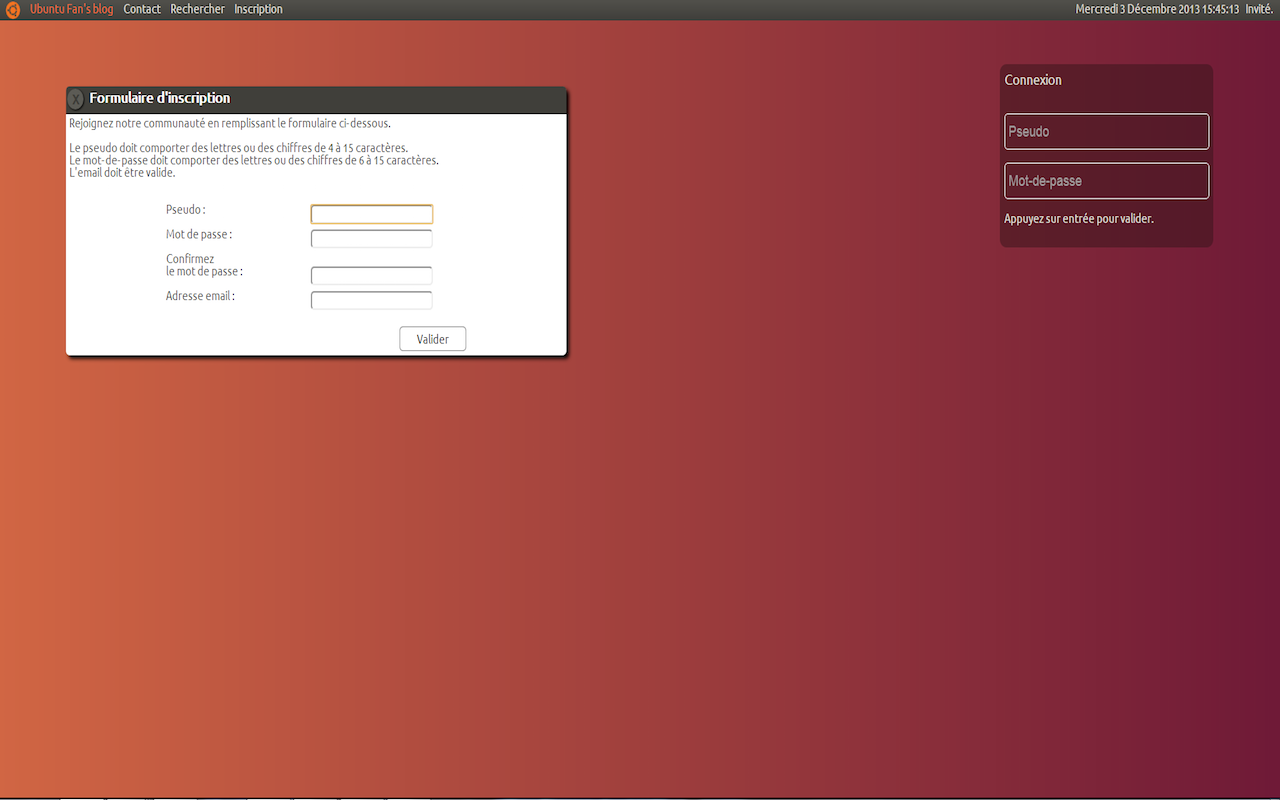 Ubuntu Fan's blog Contact Rechercher Inscription Mercredi 3 Décembre 2013 15:45:13 Invité.
Connexion
X Formulaire d'inscription
Rejoignez notre communauté en remplissant le formulaire ci-dessous.
Pseudo
Le pseudo doit comporter des lettres ou des chiffres de 4 à 15 caractères.
Le mot-de-passe doit comporter des lettres ou des chiffres de 6 à 15 caractères.
L'email doit être valide.
Mot-de-passe
Appuyez sur entrée pour valider.
Pseudo :
Mot de passe :
Confirmez
le mot de passe :
Adresse email :
Valider